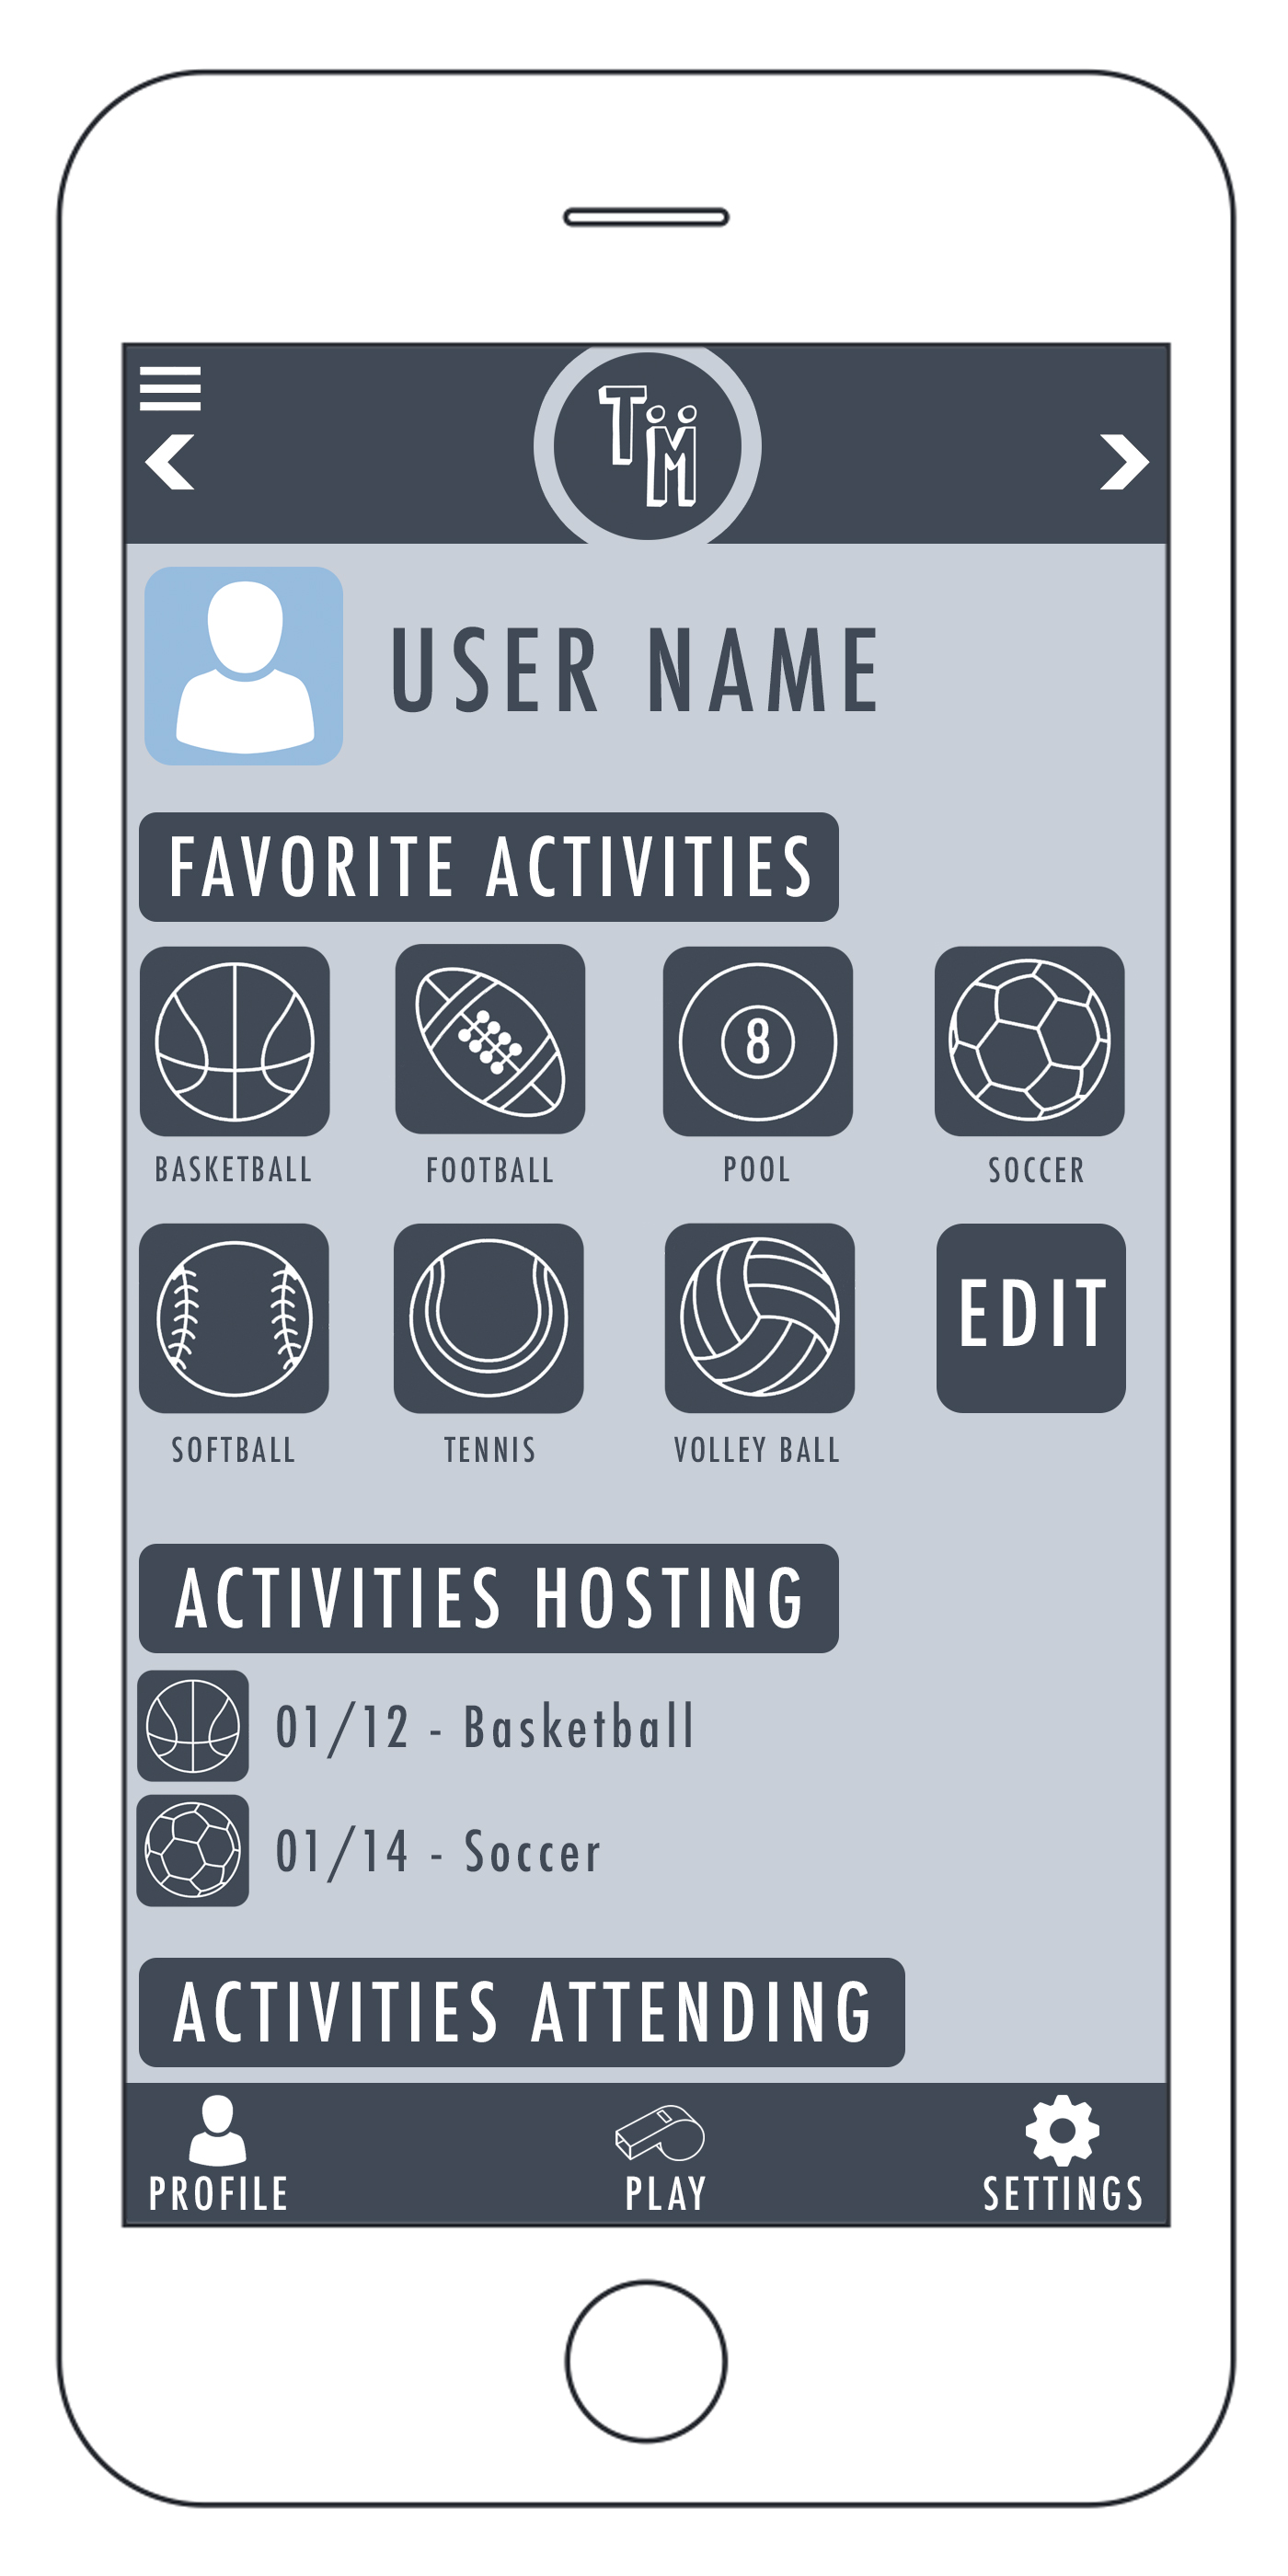 TM
USER NAME
FAVORITE ACTIVITIES
8
BASKETBALL FOOTBALL POOL SOCCER
EDIT
SOFTBALL TENNIS VOLLEY BALL
ACTIVITIES HOSTING
01/12 - Basketball
01/14 - Soccer
ACTIVITIES ATTENDING
PROFILE PLAY SETTINGS